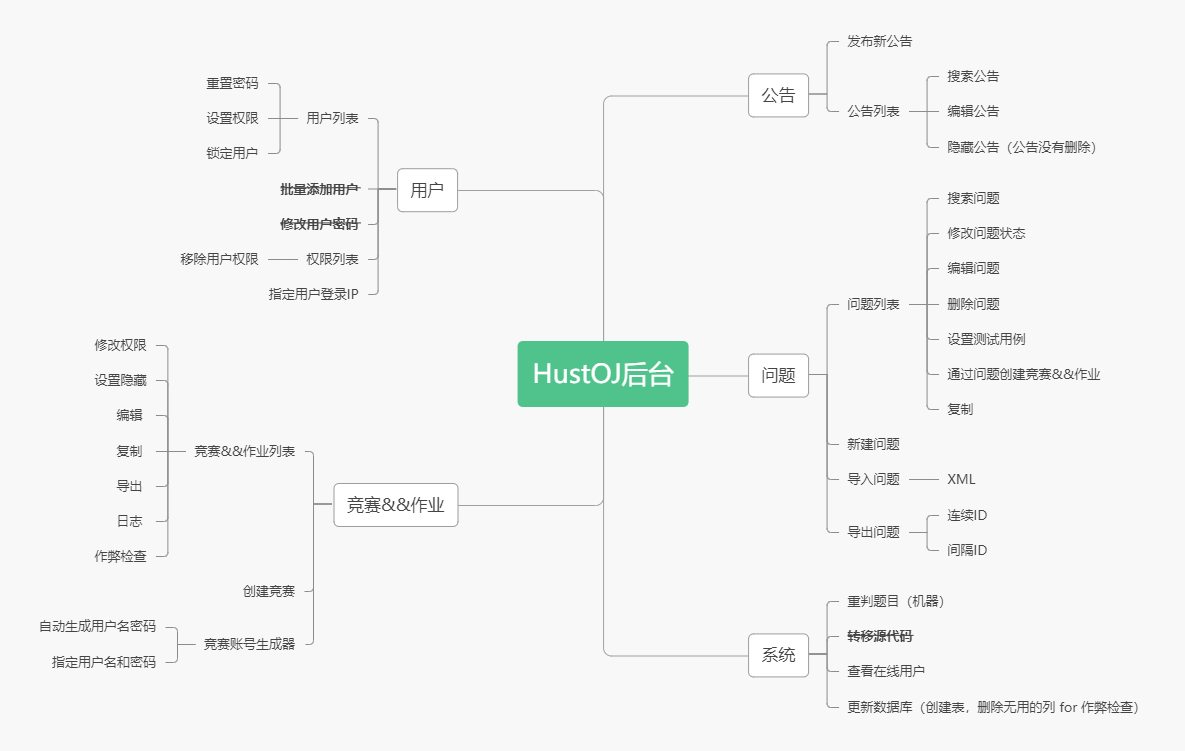 HustOJ后台
公告
发布新公告
公告列表
搜索公告
编辑公告
隐藏公告（公告没有删除）
问题
问题列表
搜索问题
修改问题状态
编辑问题
删除问题
设置测试用例
通过问题创建竞赛&&作业
复制
新建问题
导入问题
XML
导出问题
连续ID
间隔ID
系统
重判题目（机器）
转移源代码
查看在线用户
更新数据库（创建表，删除无用的列 for 作弊检查）
用户
用户列表
重置密码
设置权限
锁定用户
批量添加用户
修改用户密码
权限列表
移除用户权限
指定用户登录IP
竞赛&&作业
竞赛&&作业列表
修改权限
设置隐藏
编辑
复制
导出
日志
作弊检查
创建竞赛
竞赛账号生成器
自动生成用户名密码
指定用户名和密码